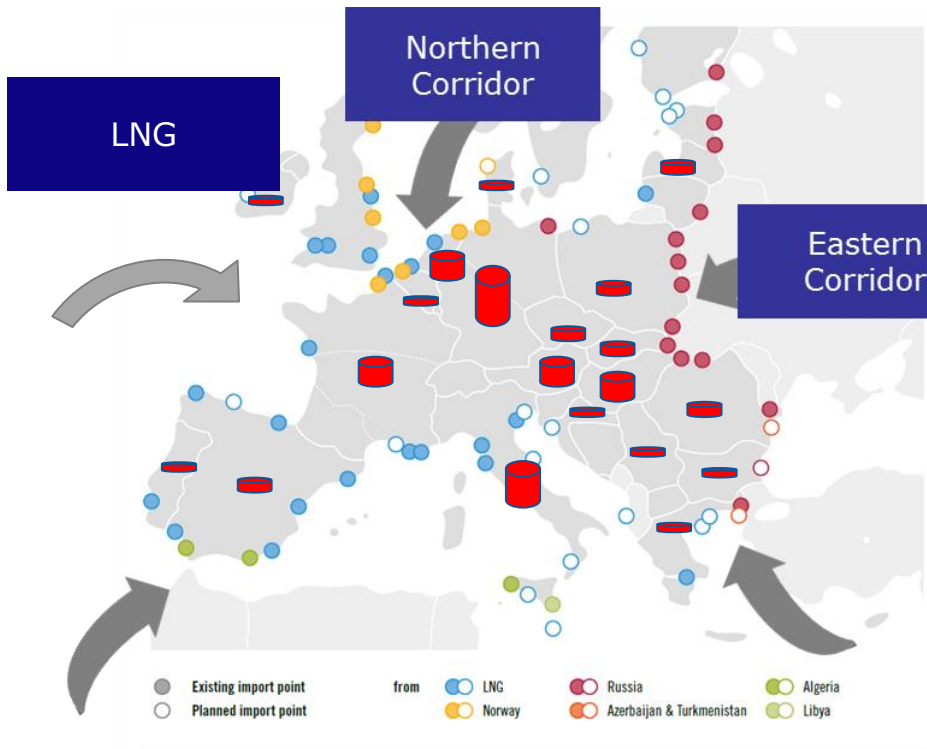 Northern
Corridor
LNG
Eastern
Corridor
Existing import point
from
LNG
Russia
Algeria
Planned import point
Norway
Azerbaijan & Turkmenistan
Libya